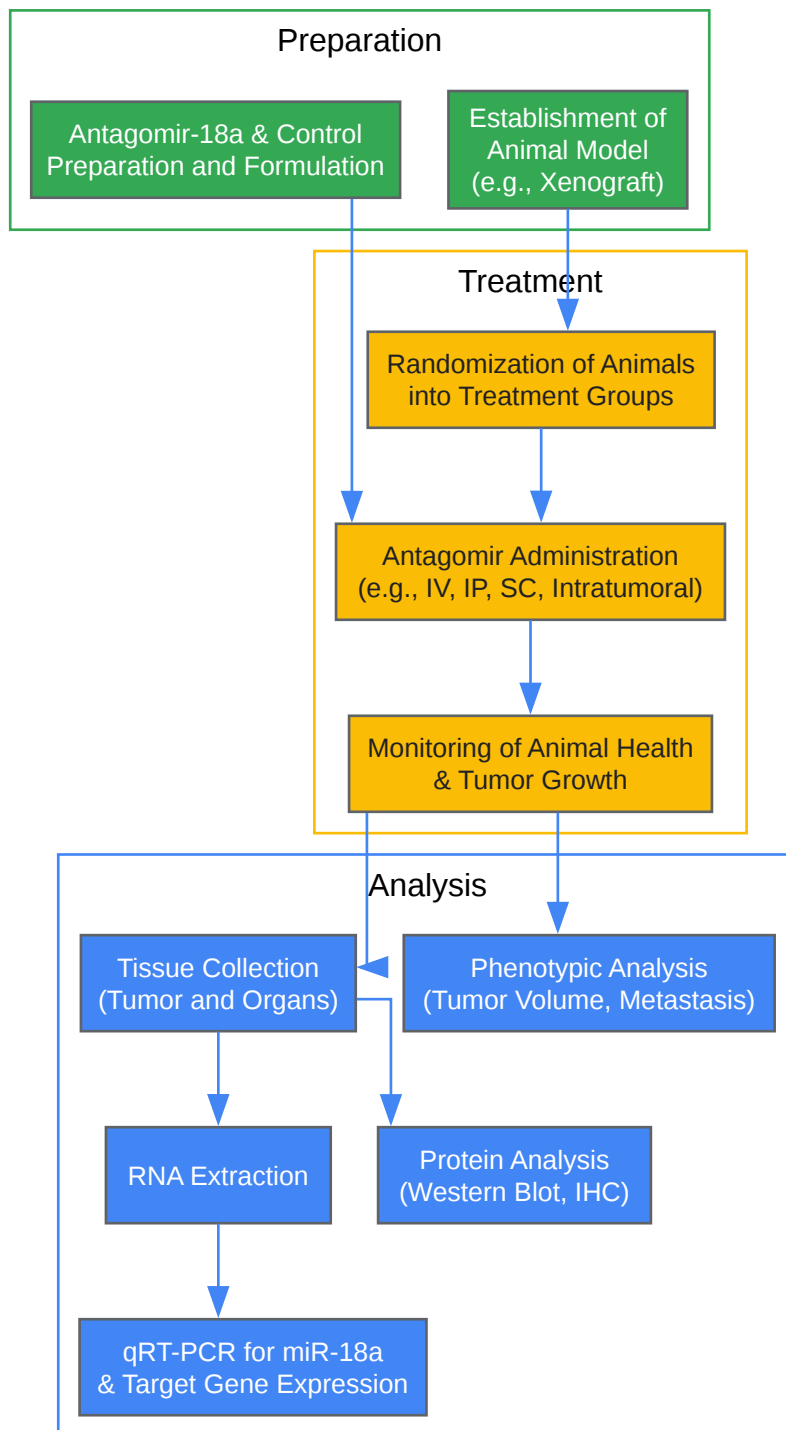 Preparation
Antagomir-18a & Control
Preparation and Formulation
Establishment of
Animal Model
(e.g., Xenograft)
Treatment
Randomization of Animals
into Treatment Groups
Antagomir Administration
(e.g., IV, IP, SC, Intratumoral)
Monitoring of Animal Health
& Tumor Growth
Analysis
Tissue Collection
(Tumor and Organs)
Phenotypic Analysis
(Tumor Volume, Metastasis)
RNA Extraction
Protein Analysis
(Western Blot, IHC)
qRT-PCR for miR-18a
& Target Gene Expression